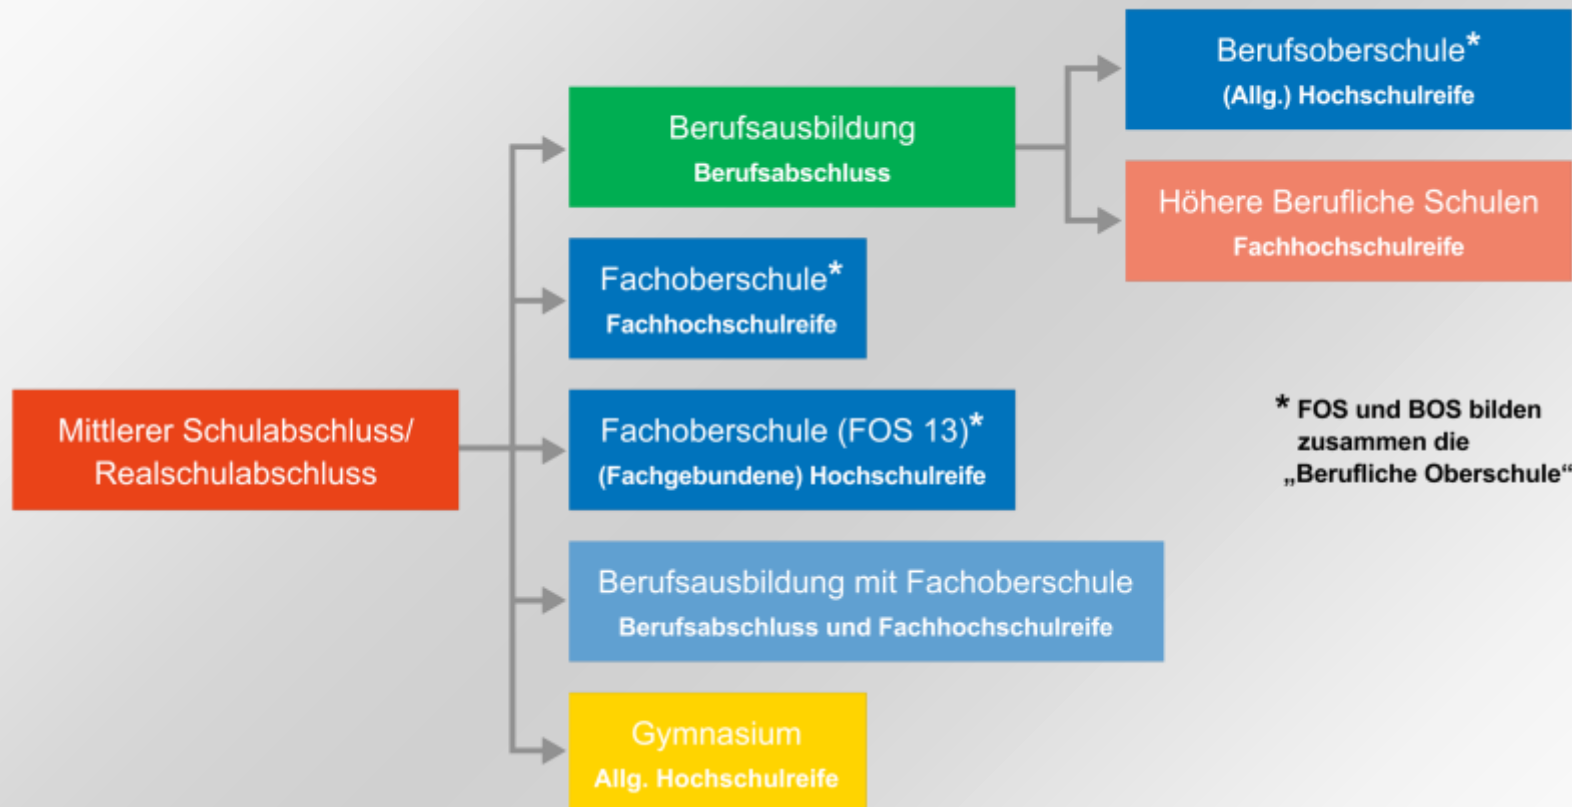 Berufsoberschule*
(Allg.) Hochschulreife
Berufsausbildung
Berufsabschluss
Höhere Berufliche Schulen
Fachhochschulreife
Fachoberschule*
Fachhochschulreife
Mittlerer Schulabschluss/
Realschulabschluss
Fachoberschule (FOS 13)*
(Fachgebundene) Hochschulreife
* FOS und BOS bilden
zusammen die
„Berufliche Oberschule“
Berufsausbildung mit Fachoberschule
Berufsabschluss und Fachhochschulreife
Gymnasium
Allg. Hochschulreife